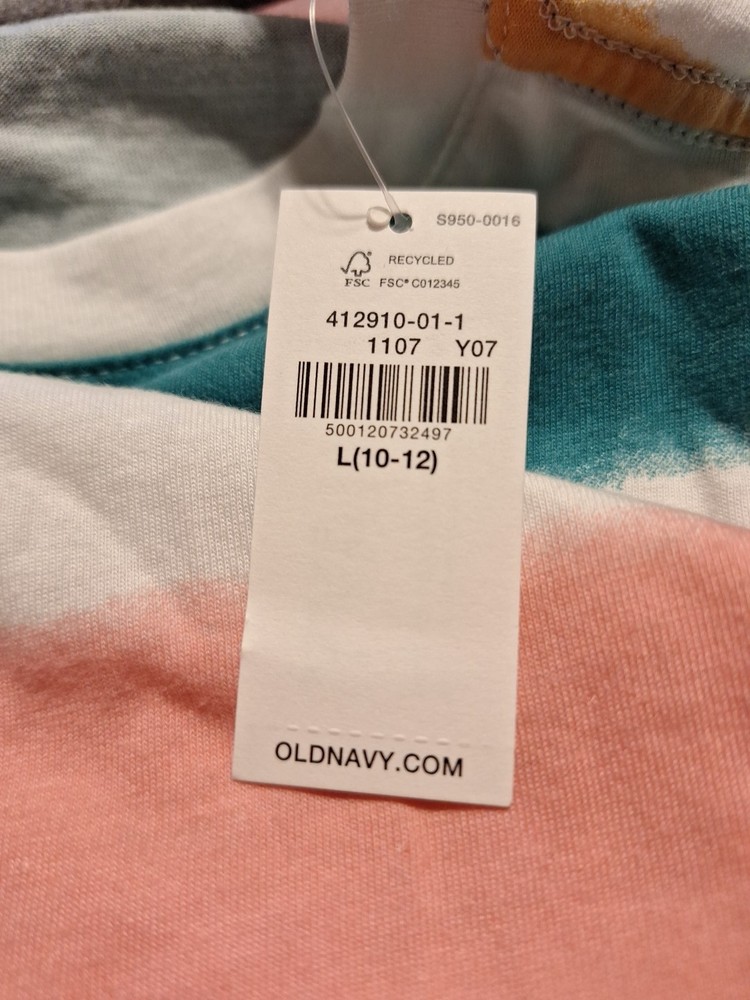 S950-0016
RECYCLED
FSC FSC® C012345
412910-01-1
1107 Y07
500120732497
L(10-12)
OLDNAVY.COM